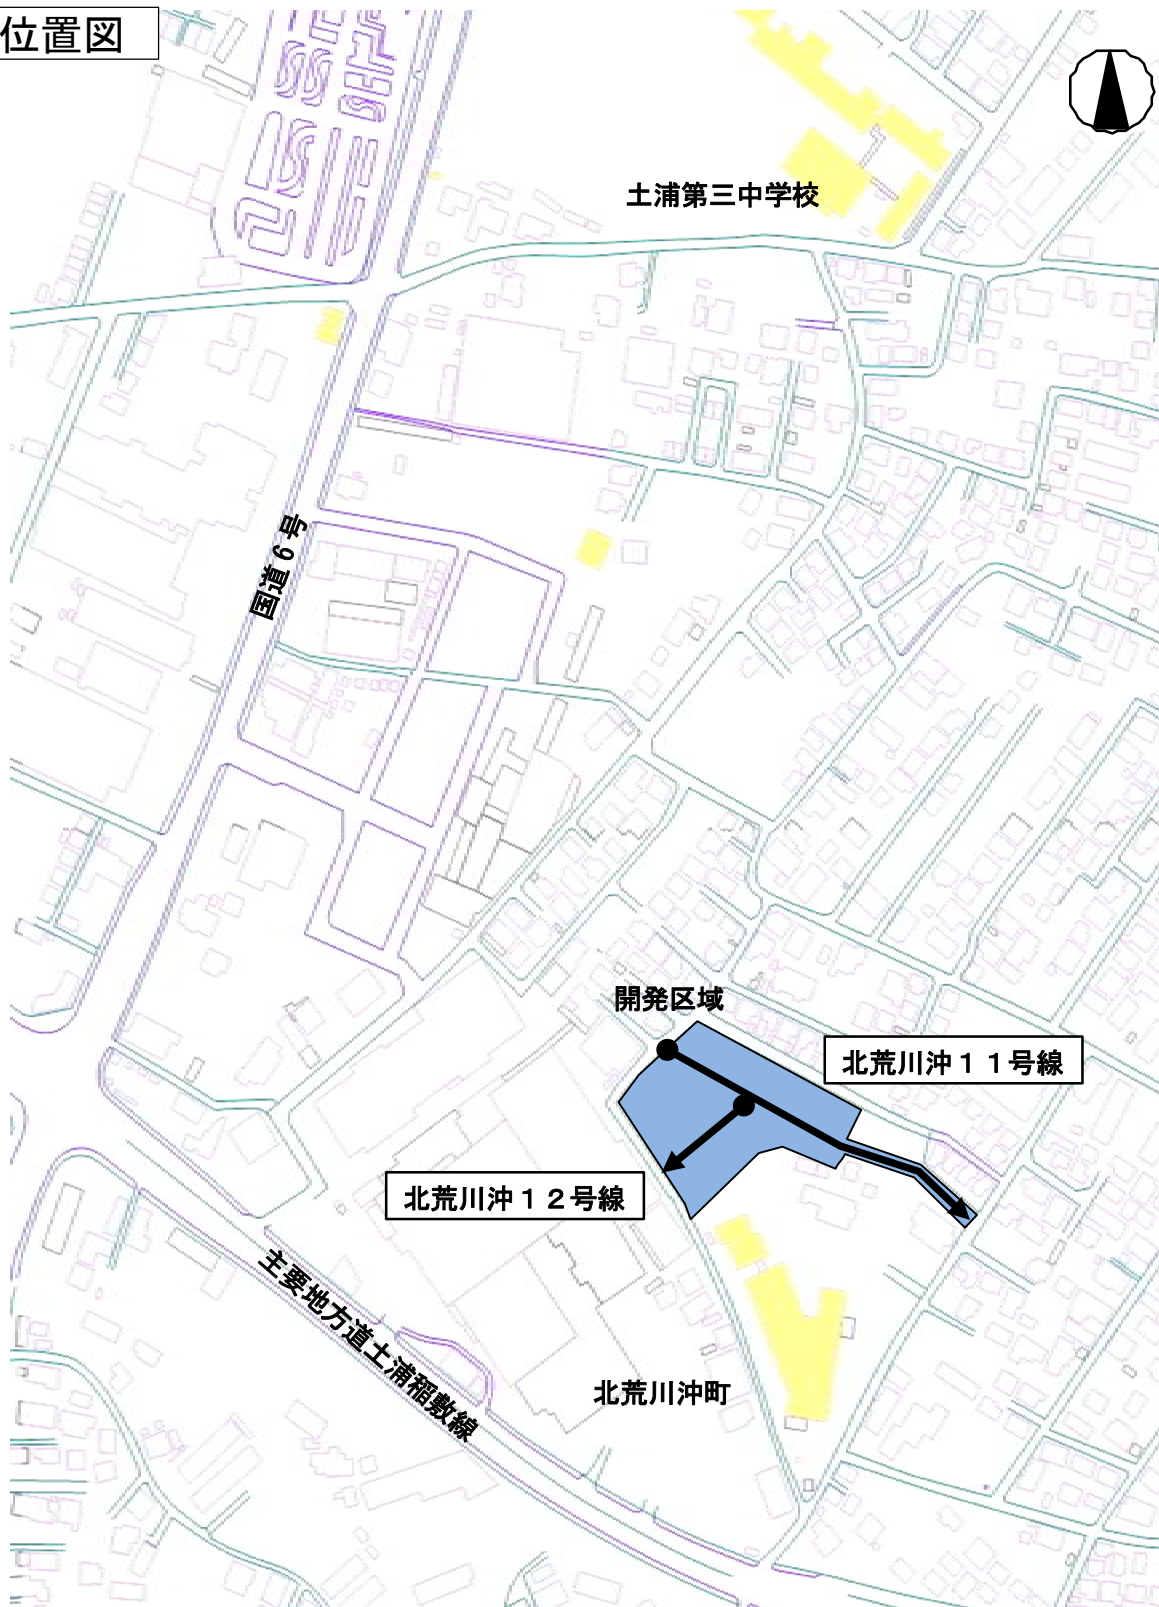 位置図
土浦第三中学校
国道6号
開発区域
北荒川沖11号線
北荒川沖12号線
主要地方道土浦稲敷線
北荒川沖町